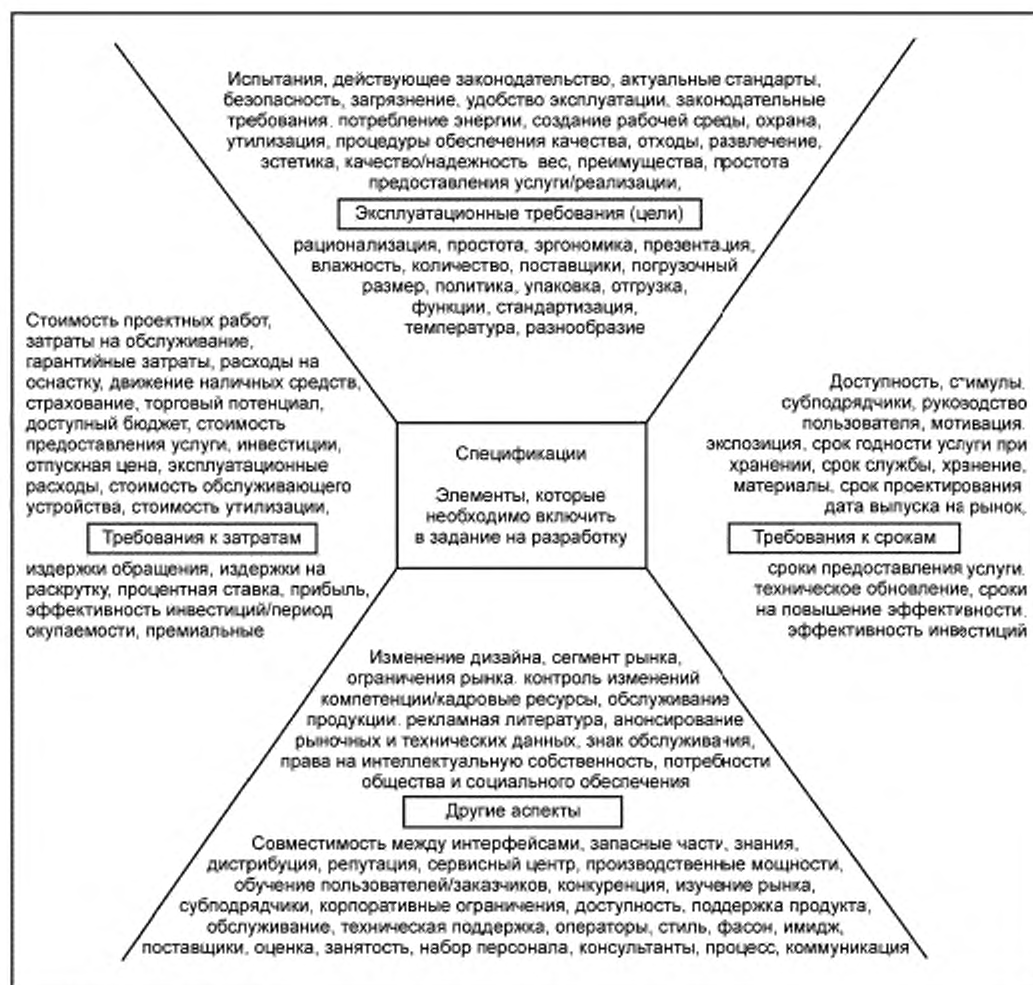 Испытания, действующее законодательство, актуальные стандарты,
безопасность, загрязнение, удобство эксплуатации, законодательные
требования. потребление энергии, создание рабочей среды, охрана,
утилизация, процедуры обеспечения качества, отходы, развлечение,
эстетика, качество/надежность вес, преимущества, простота
предоставления услуги/реализации,
Эксплуатационные требования (цели)
рационализация, простота, эргономика, презентация,
влажность, количество, поставщики, погрузочный
размер, политика, упаковка, отгрузка,
функции, стандартизация,
температура, разнообразие
Стоимость проектных работ,
затраты на обслуживание,
гарантийные затраты, расходы на
оснастку, движение наличных средств,
страхование, торговый потенциал,
доступный бюджет, стоимость
предоставления услуги, инвестиции,
отпускная цена, эксплуатационные
расходы, стоимость обслуживающего
устройства, стоимость утилизации,
Требования к затратам
издержки обращения, издержки на
раскрутку, процентная ставка, прибыль,
эффективность инвестиций/период
окупаемости, премиальные
Спецификации
Элементы, которые
необходимо включить
в задание на разработку
Доступность, стимулы.
субподрядчики, руководство
пользователя, мотивация.
экспозиция, срок годности услуги при
хранении, срок службы, хранение,
материалы, срок проектирования
дата выпуска на рынок,
Требования к срокам
сроки предоставления услуги.
техническое обновление, сроки
на повышение эффективности.
эффективность инвестиций
Изменение дизайна, сегмент рынка,
ограничения рынка. контроль изменений
компетенции/кадровые ресурсы, обслуживание
продукции. рекламная литература, анонсирование
рыночных и технических данных, знак обслуживания,
права на интеллектуальную собственность, потребности
общества и социального обеспечения
Другие аспекты
Совместимость между интерфейсами, запасные части, знания,
дистрибуция, репутация, сервисный центр, производственные мощности,
обучение пользователей/заказчиков, конкуренция, изучение рынка,
субподрядчики, корпоративные ограничения, доступность, поддержка продукта,
обслуживание, техническая поддержка, операторы, стиль, фасон, имидж,
поставщики, оценка, занятость, набор персонала, консультанты, процесс, коммуникация